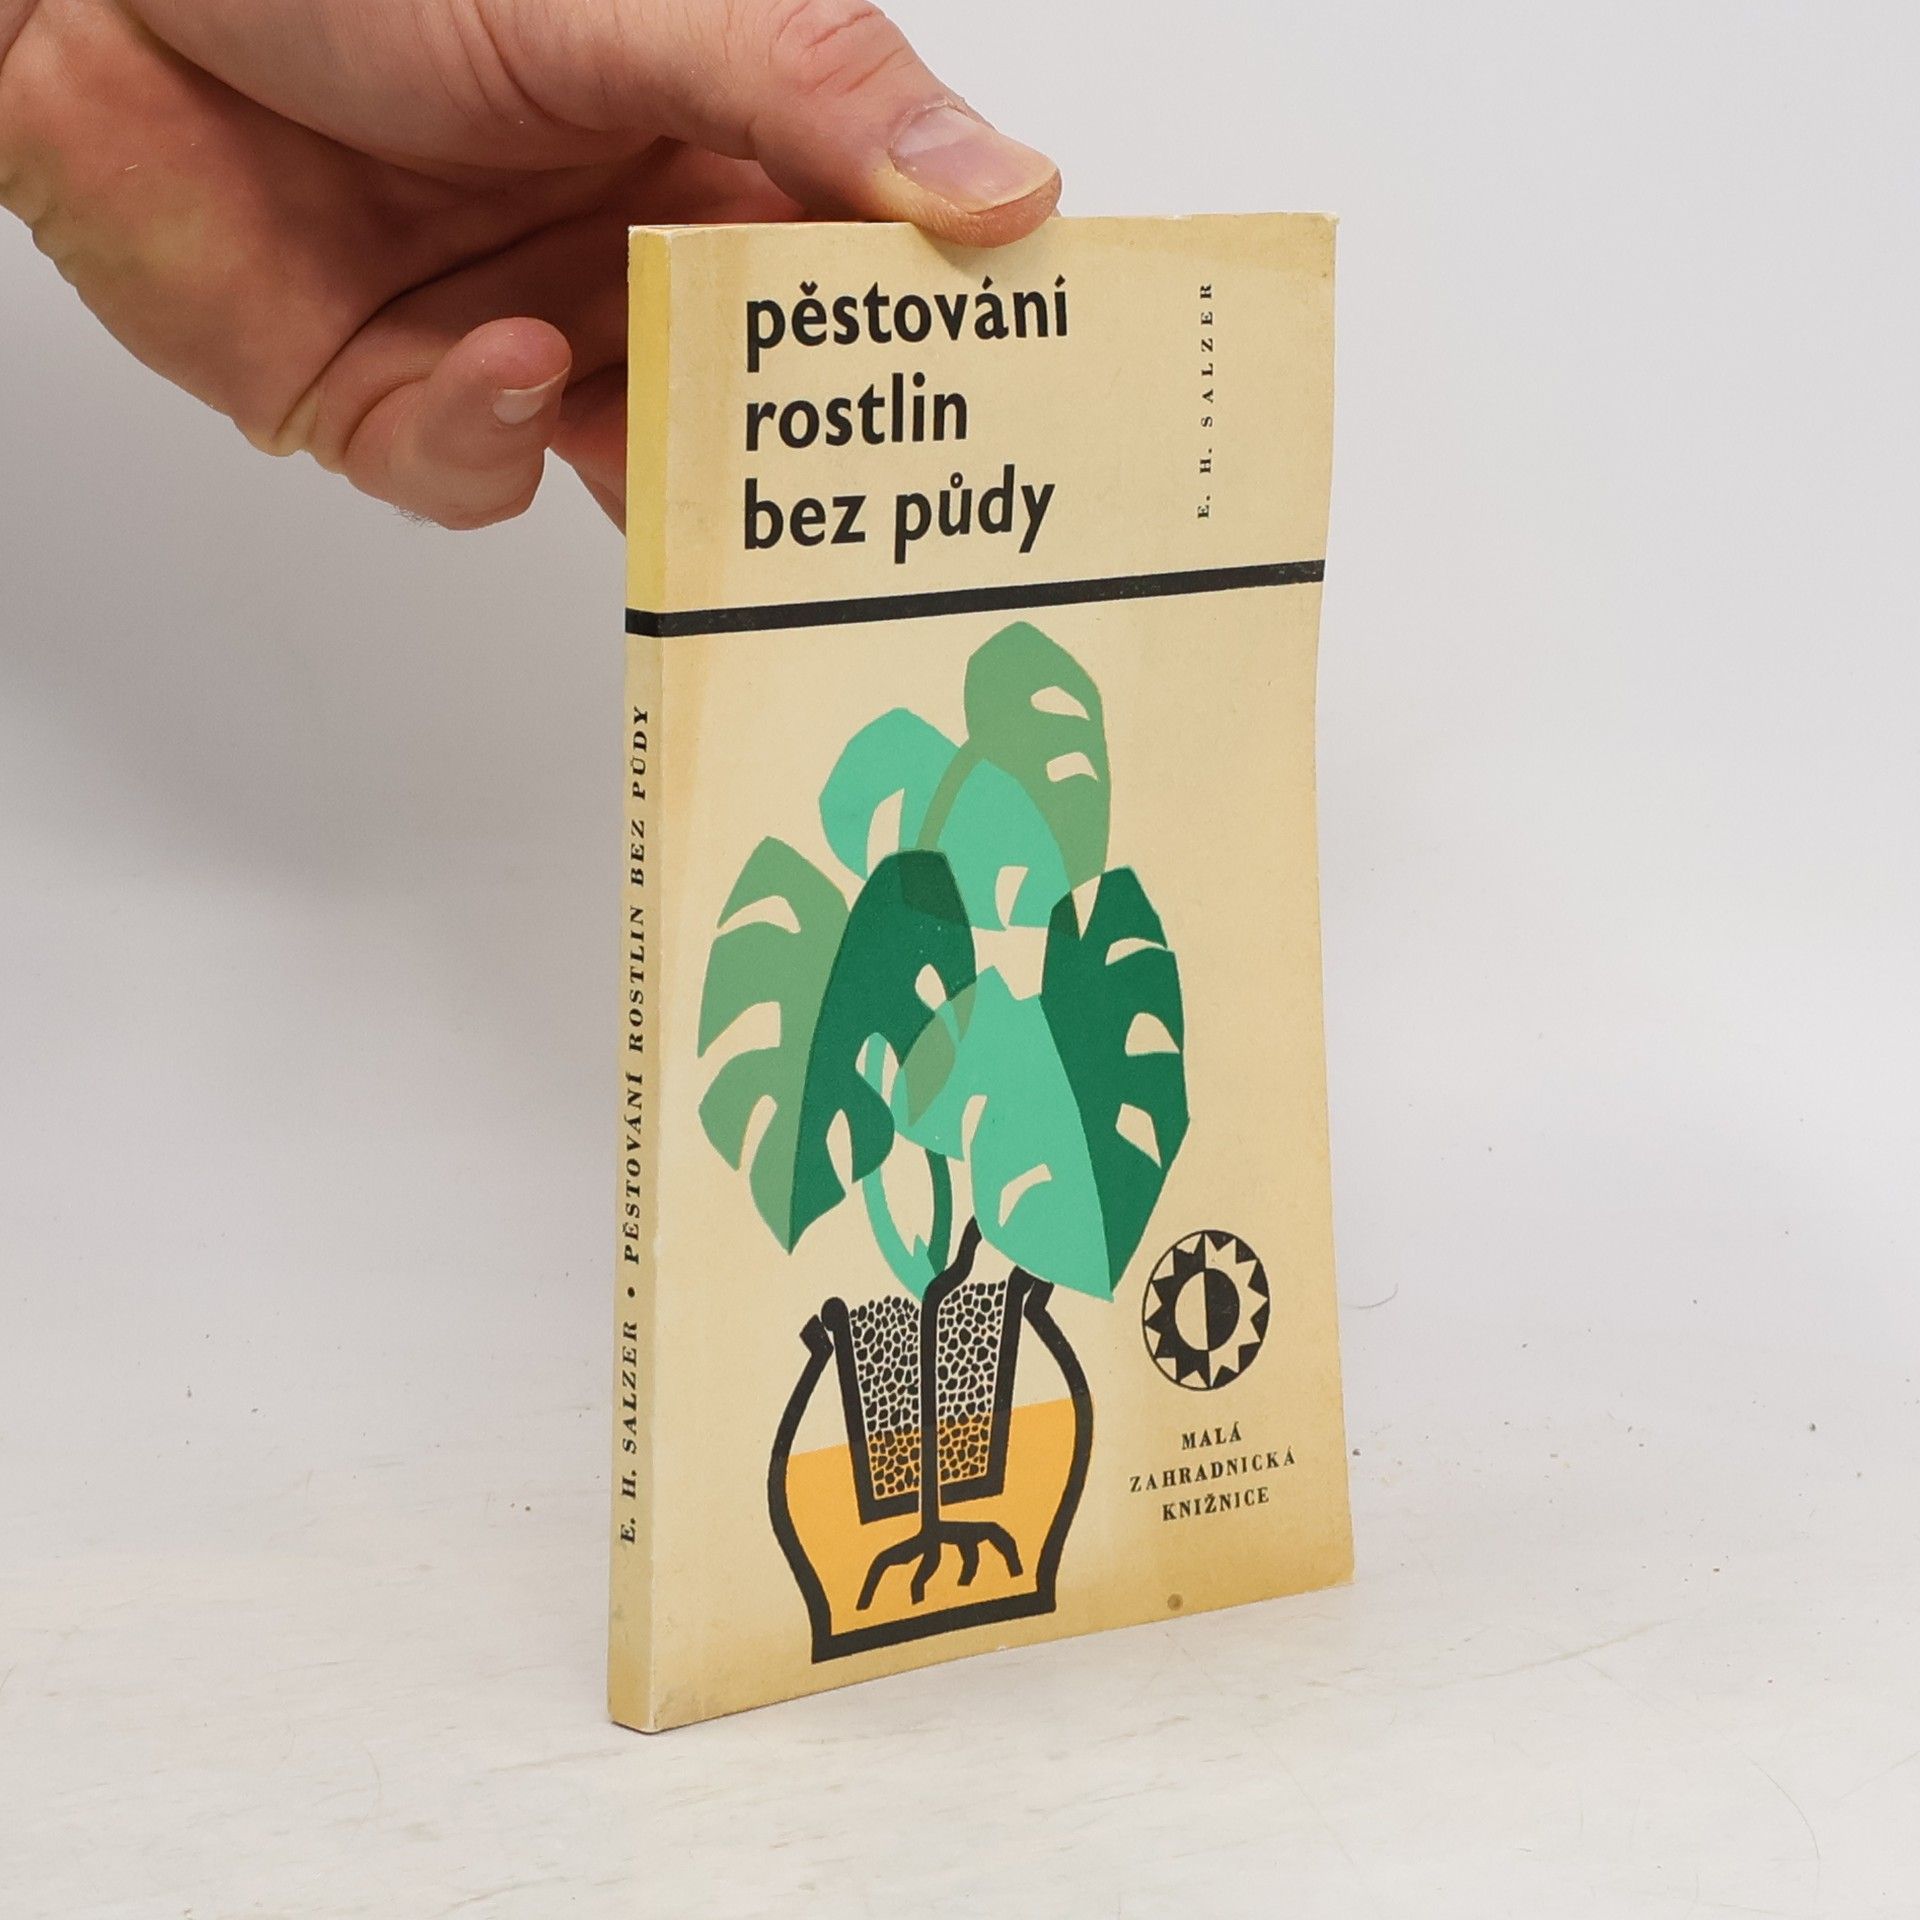 pěstování
rostlin
bez půdy
E. H. SALZER
MALÁ
ZAHRADNICKÁ
KNIŽNICE
E. H. SALZER • PĚSTOVÁNÍ ROSTLIN BEZ PŮDY